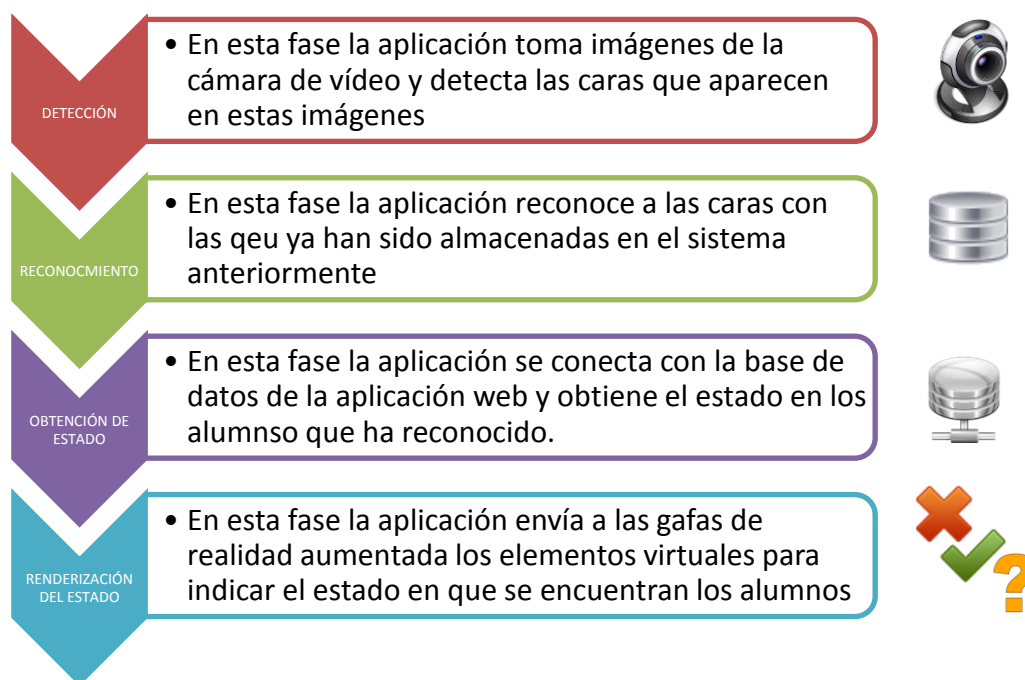 DETECCIÓN
• En esta fase la aplicación toma imágenes de la
cámara de vídeo y detecta las caras que aparecen
en estas imágenes
RECONOCMIENTO
• En esta fase la aplicación reconoce a las caras con
las qeu ya han sido almacenadas en el sistema
anteriormente
OBTENCIÓN DE
ESTADO
• En esta fase la aplicación se conecta con la base de
datos de la aplicación web y obtiene el estado en los
alumnso que ha reconocido.
RENDERIZACIÓN
DEL ESTADO
• En esta fase la aplicación envía a las gafas de
realidad aumentada los elementos virtuales para
indicar el estado en que se encuentran los alumnos
?